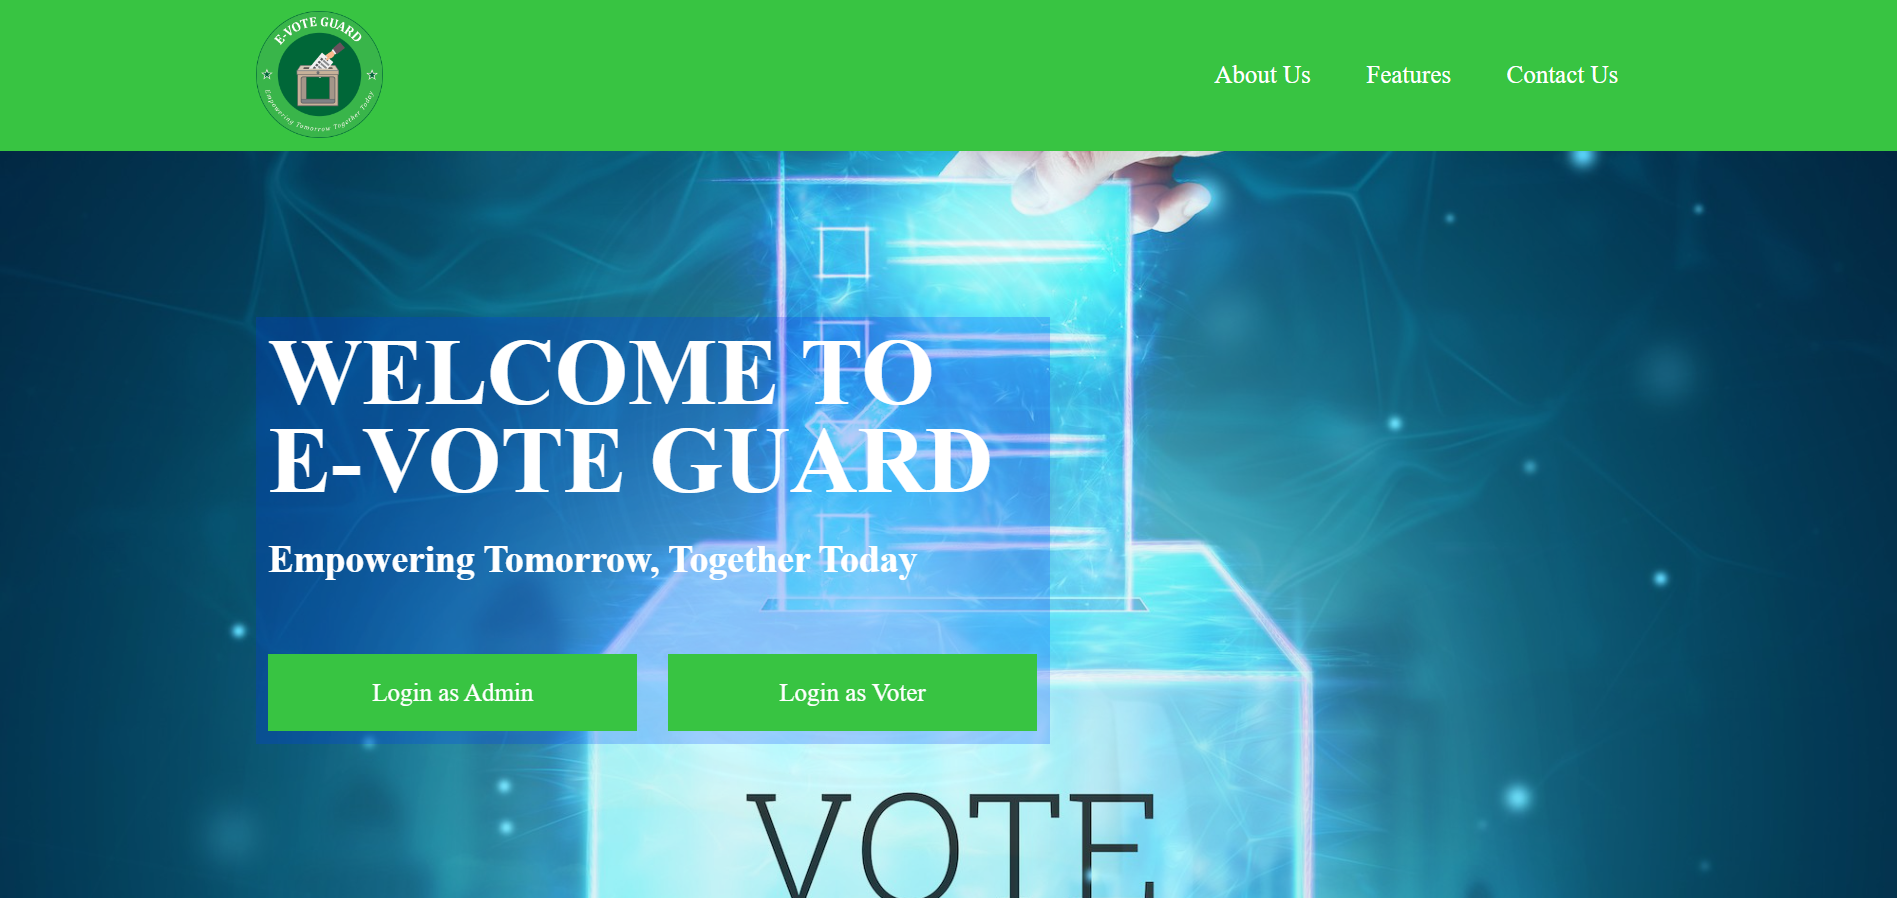 E-VOTE GUARD
Empowering Tomorrow Together Today
About Us
Features
Contact Us
WELCOME TO
E-VOTE GUARD
Empowering Tomorrow, Together Today
Login as Admin
Login as Voter
VOTE